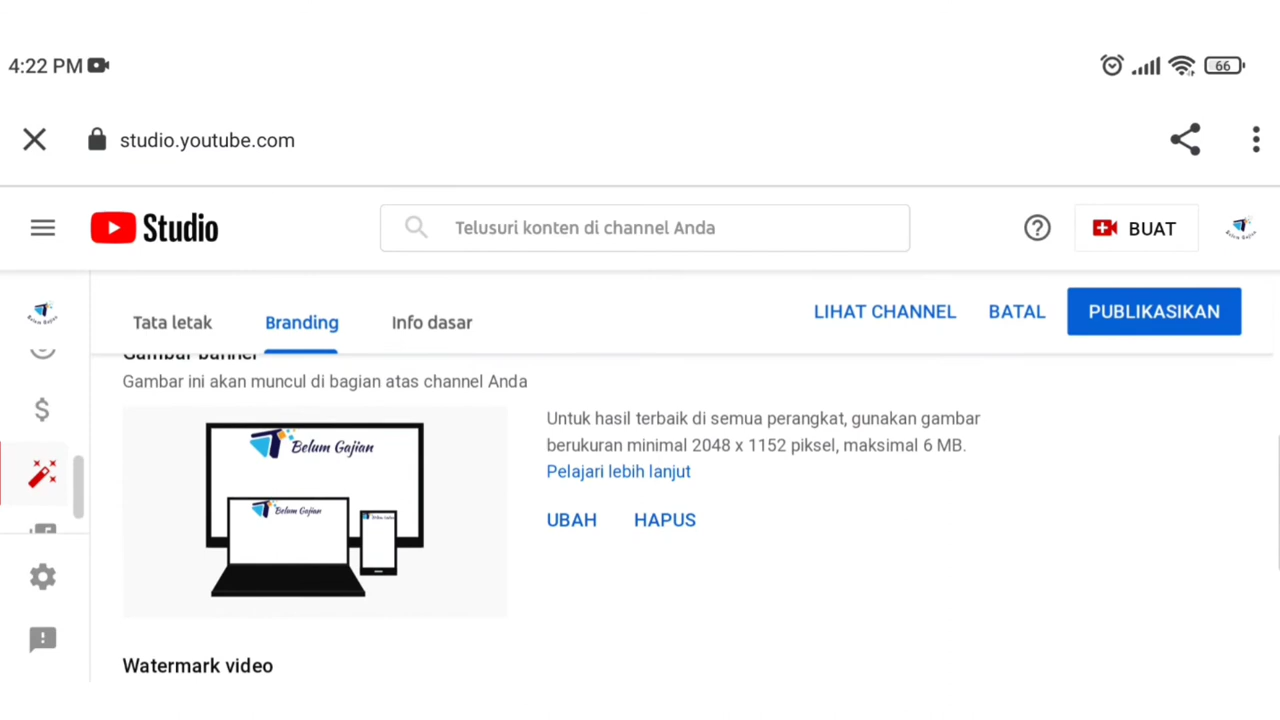 4:22 PM
66
studio.youtube.com
Studio
Telusuri konten di channel Anda
BUAT
Tata letak
Branding
Info dasar
LIHAT CHANNEL
BATAL
PUBLIKASIKAN
Gambar banner
Gambar ini akan muncul di bagian atas channel Anda
Belum Gajian
Belum Gajian
Untuk hasil terbaik di semua perangkat, gunakan gambar
berukuran minimal 2048 x 1152 piksel, maksimal 6 MB.
Pelajari lebih lanjut
UBAH
HAPUS
Watermark video